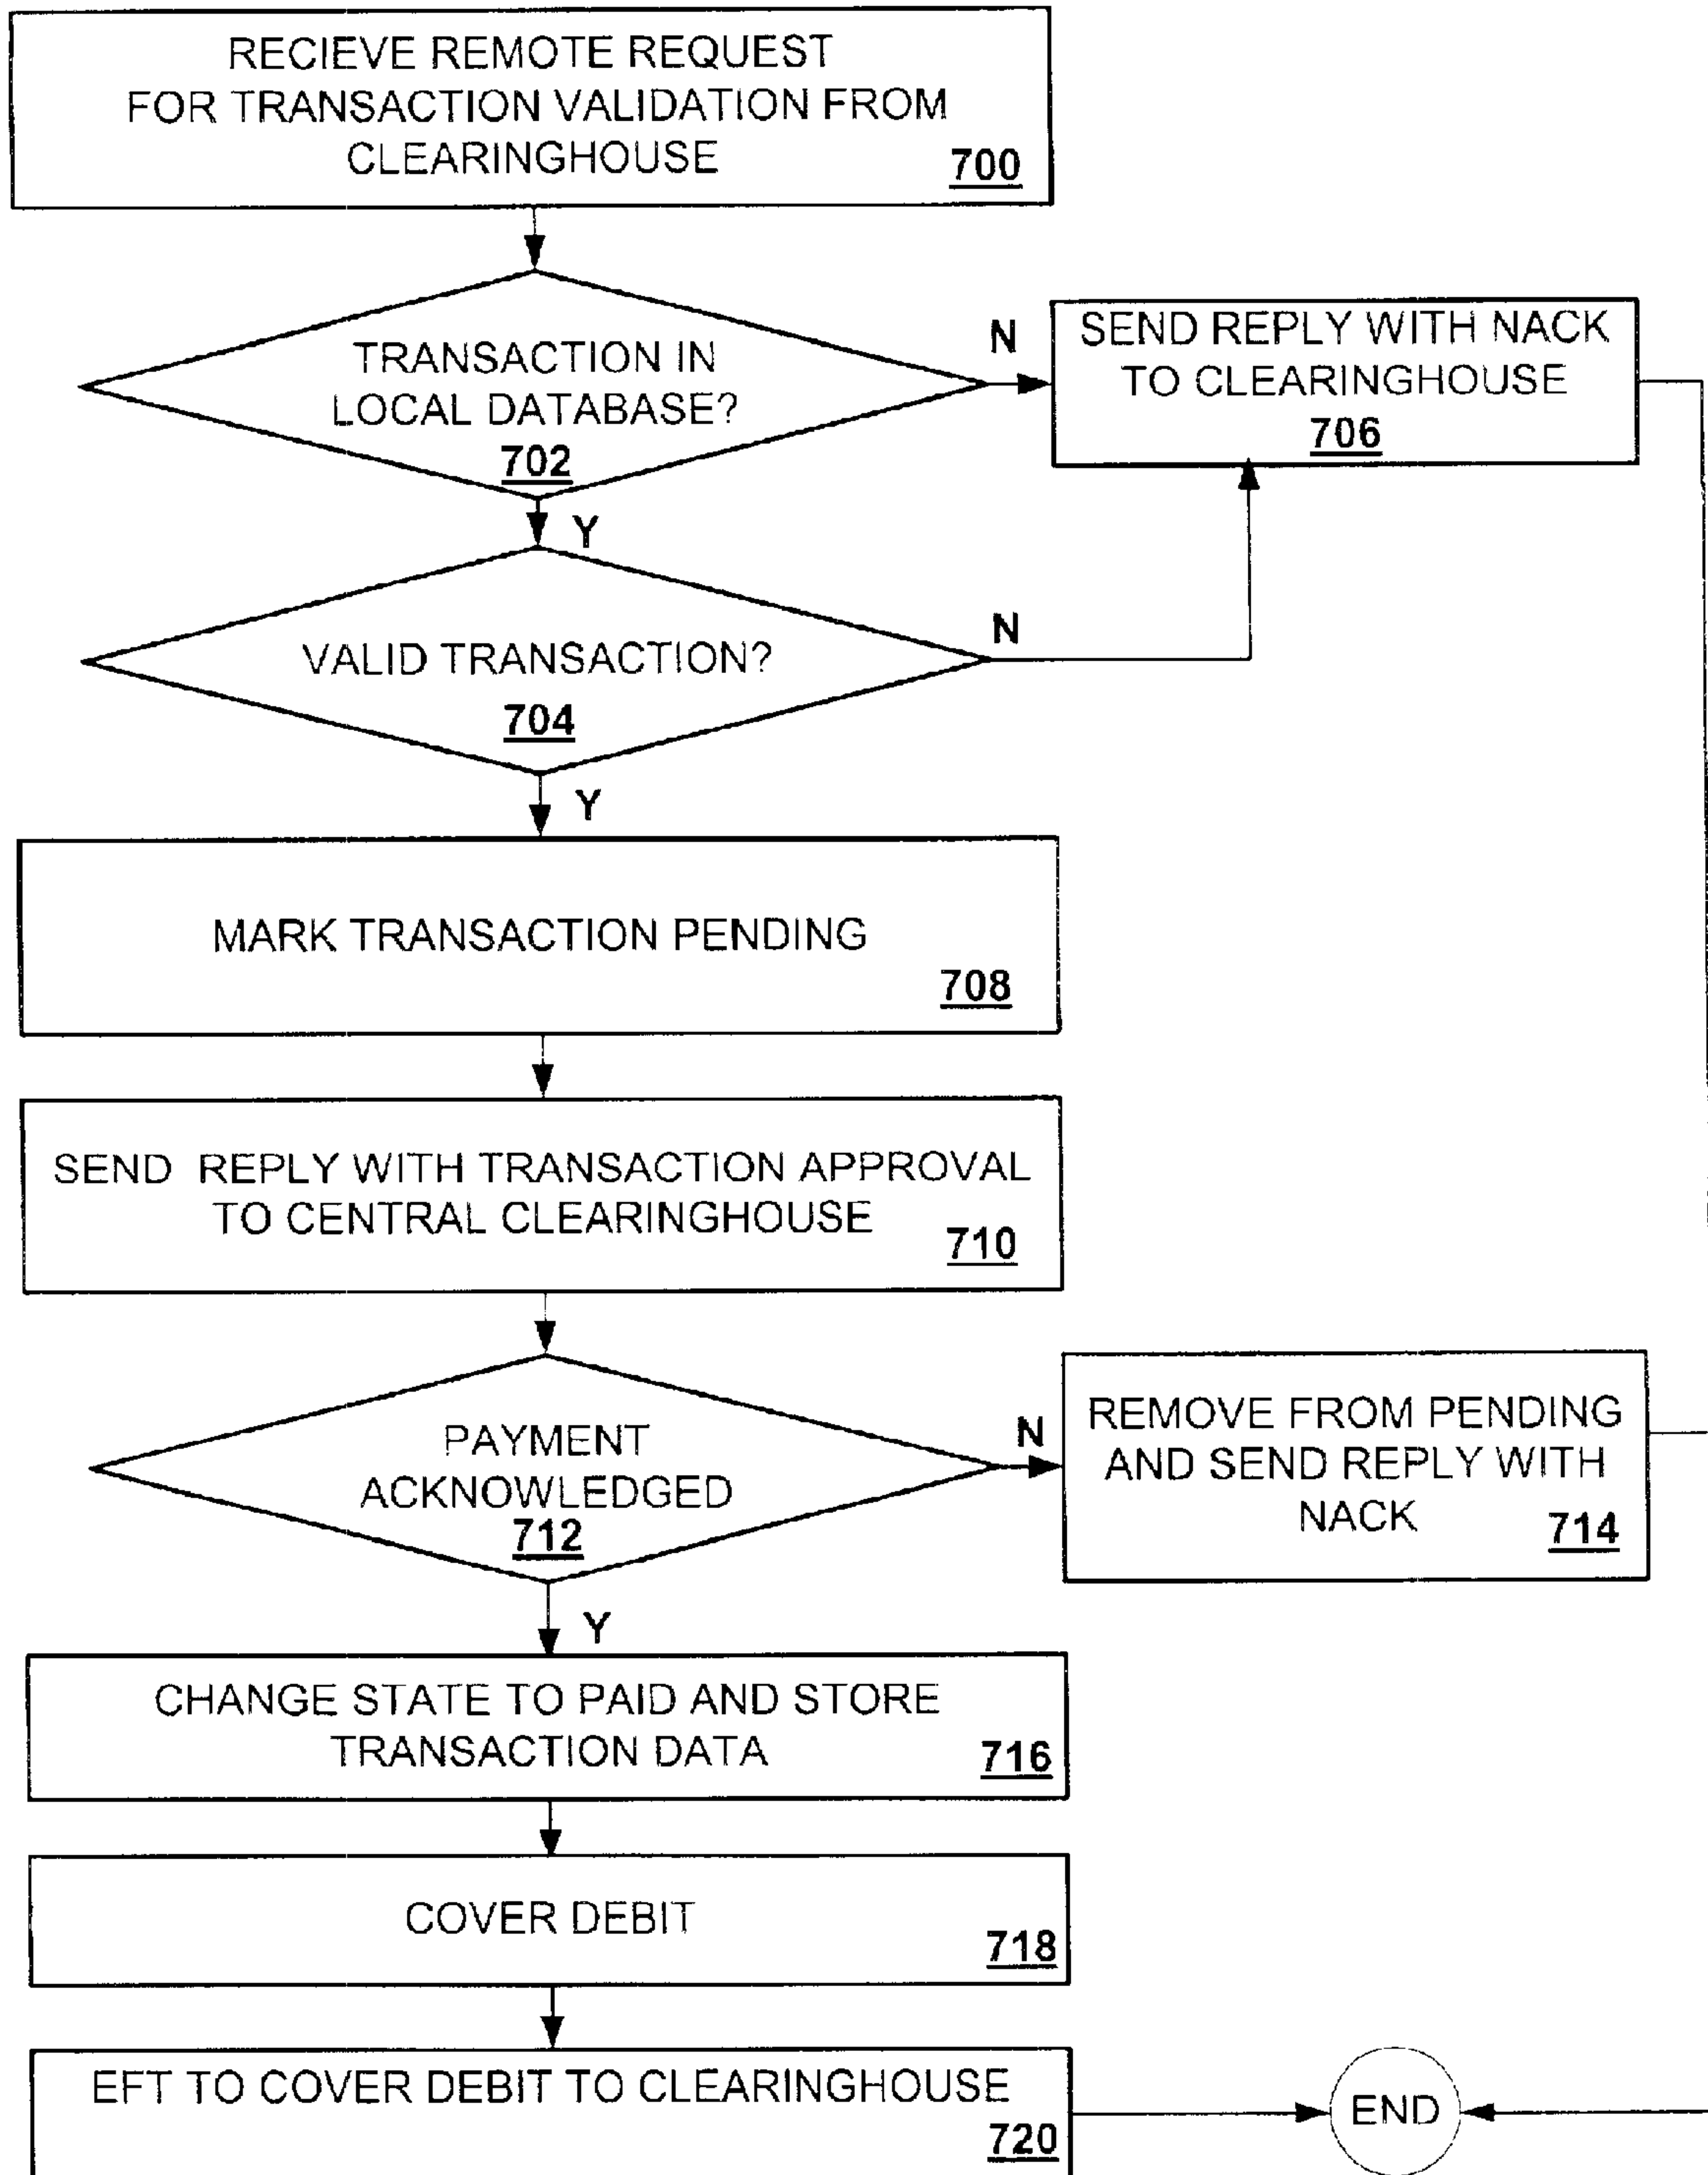 RECIEVE REMOTE REQUEST
FOR TRANSACTION VALIDATION FROM
CLEARINGHOUSE
700
TRANSACTION IN
LOCAL DATABASE?
702
N
Y
SEND REPLY WITH NACK
TO CLEARINGHOUSE
706
VALID TRANSACTION?
704
N
Y
MARK TRANSACTION PENDING
708
SEND REPLY WITH TRANSACTION APPROVAL
TO CENTRAL CLEARINGHOUSE
710
PAYMENT
ACKNOWLEDGED
712
N
Y
REMOVE FROM PENDING
AND SEND REPLY WITH
NACK
714
CHANGE STATE TO PAID AND STORE
TRANSACTION DATA
716
COVER DEBIT
718
EFT TO COVER DEBIT TO CLEARINGHOUSE
720
END